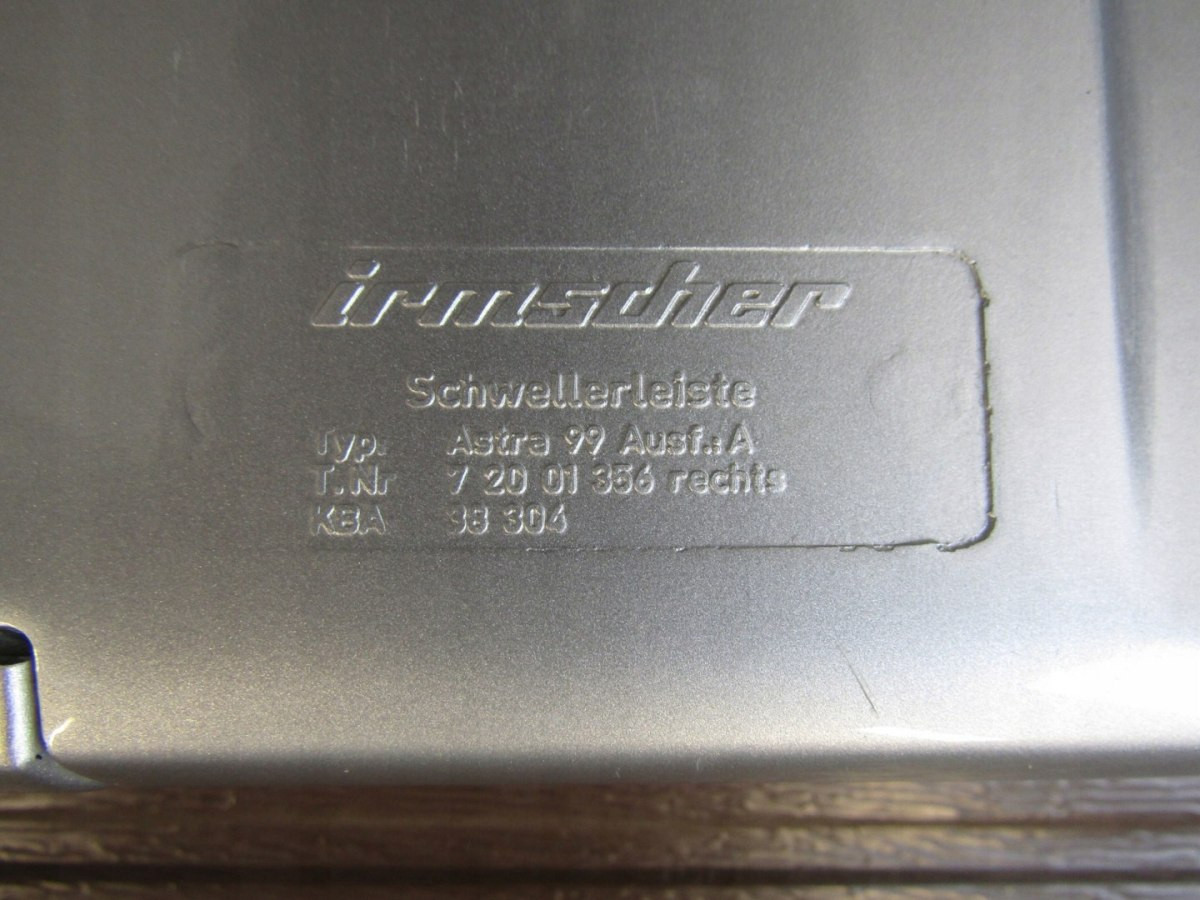 irmscher
Schwellerleiste
Typ. Astra 99 Ausf.: A
T.Nr 7 20 01 356 rechts
KBA 98 304